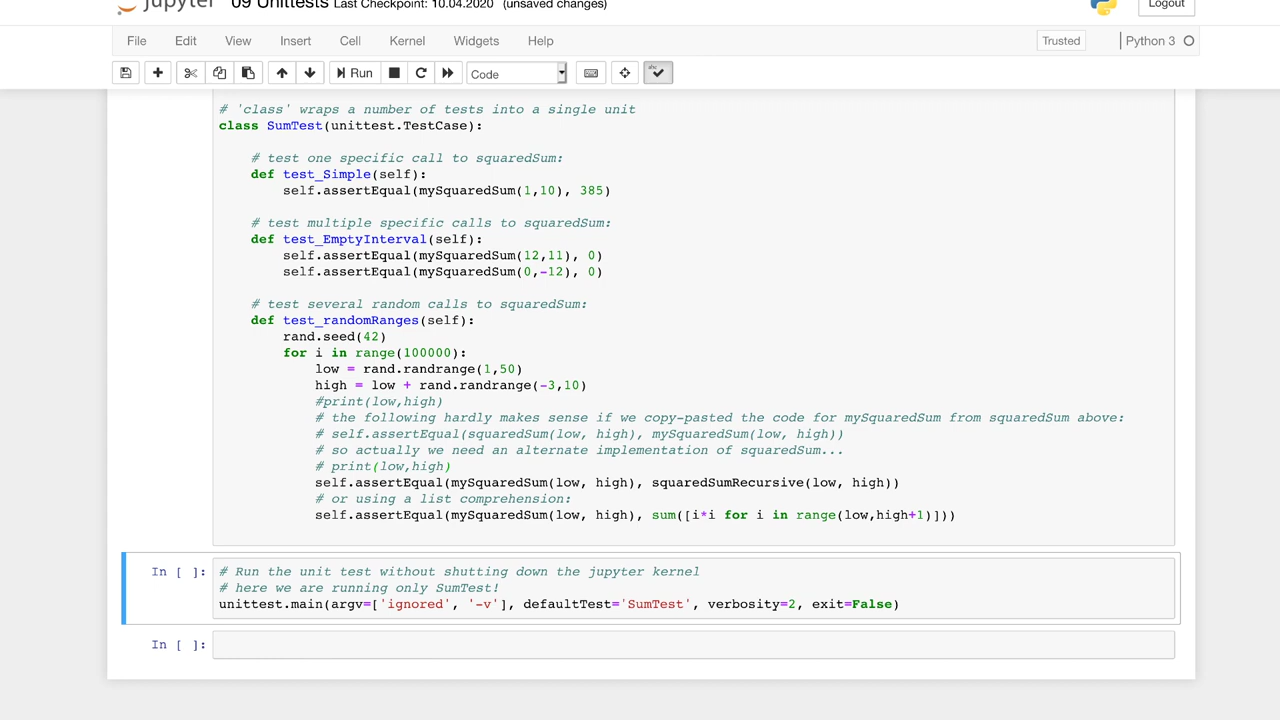 jupyter 09 Unittests Last Checkpoint: 10.04.2020 (unsaved changes) Logout
File Edit View Insert Cell Kernel Widgets Help Trusted Python 3
Run Code
# 'class' wraps a number of tests into a single unit
class SumTest(unittest.TestCase):
# test one specific call to squaredSum:
def test_Simple(self):
self.assertEqual(mySquaredSum(1,10), 385)
# test multiple specific calls to squaredSum:
def test_EmptyInterval(self):
self.assertEqual(mySquaredSum(12,11), 0)
self.assertEqual(mySquaredSum(0,-12), 0)
# test several random calls to squaredSum:
def test_randomRanges(self):
rand.seed(42)
for i in range(100000):
low = rand.randrange(1,50)
high = low + rand.randrange(-3,10)
#print(low,high)
# the following hardly makes sense if we copy-pasted the code for mySquaredSum from squaredSum above:
# self.assertEqual(squaredSum(low, high), mySquaredSum(low, high))
# so actually we need an alternate implementation of squaredSum...
# print(low,high)
self.assertEqual(mySquaredSum(low, high), squaredSumRecursive(low, high))
# or using a list comprehension:
self.assertEqual(mySquaredSum(low, high), sum([i*i for i in range(low,high+1)]))
In [ ]: # Run the unit test without shutting down the jupyter kernel
# here we are running only SumTest!
unittest.main(argv=['ignored', '-v'], defaultTest='SumTest', verbosity=2, exit=False)
In [ ]: